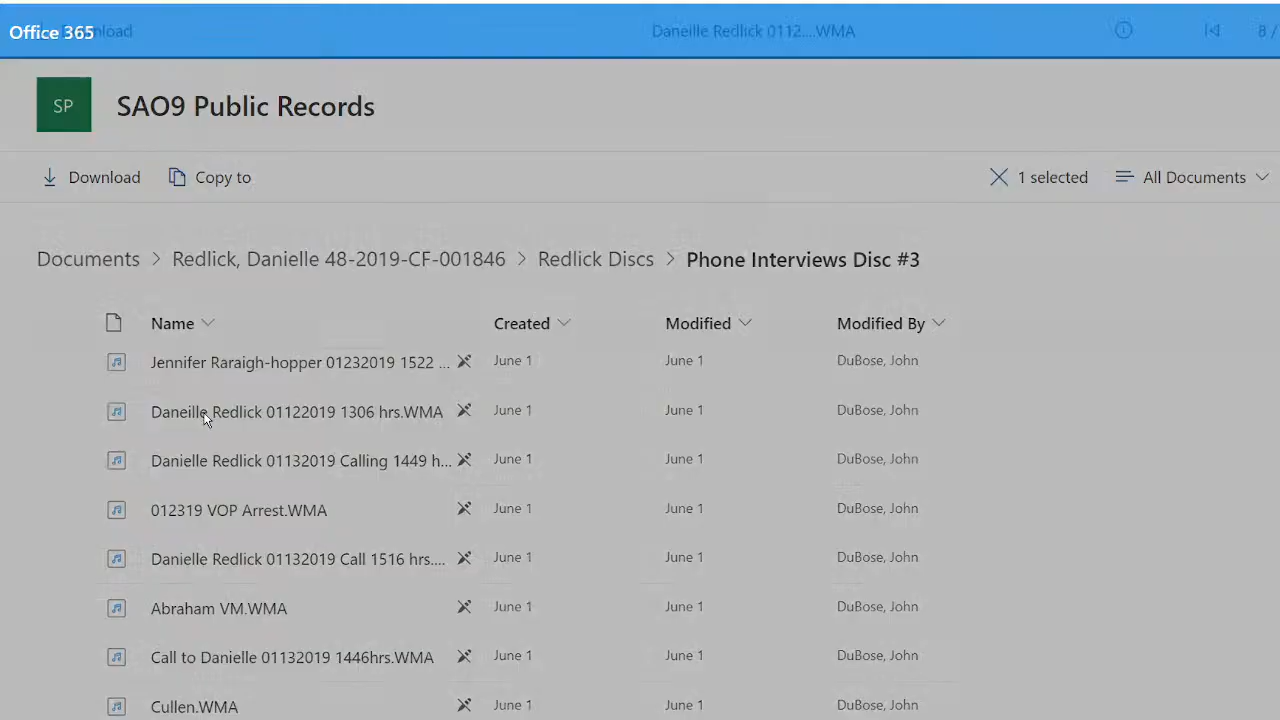 Office 365 Download Daneille Redlick 0112....WMA 8 /
SP SAO9 Public Records
Download Copy to 1 selected All Documents
Documents > Redlick, Danielle 48-2019-CF-001846 > Redlick Discs > Phone Interviews Disc #3
Name Created Modified Modified By
Jennifer Raraigh-hopper 01232019 1522 ... June 1 June 1 DuBose, John
Daneille Redlick 01122019 1306 hrs.WMA June 1 June 1 DuBose, John
Danielle Redlick 01132019 Calling 1449 h... June 1 June 1 DuBose, John
012319 VOP Arrest.WMA June 1 June 1 DuBose, John
Danielle Redlick 01132019 Call 1516 hrs.... June 1 June 1 DuBose, John
Abraham VM.WMA June 1 June 1 DuBose, John
Call to Danielle 01132019 1446hrs.WMA June 1 June 1 DuBose, John
Cullen.WMA June 1 June 1 DuBose, John